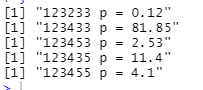 [1] "123233 p = 0.12"
[1] "123433 p = 81.85"
[1] "123453 p = 2.53"
[1] "123435 p = 11.4"
[1] "123455 p = 4.1"
>